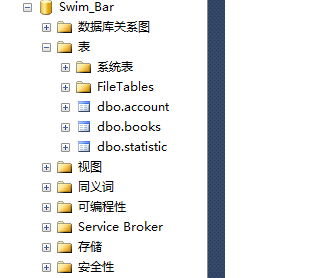 Swim_Bar
数据库关系图
表
系统表
FileTables
dbo.account
dbo.books
dbo.statistic
视图
同义词
可编程性
Service Broker
存储
安全性